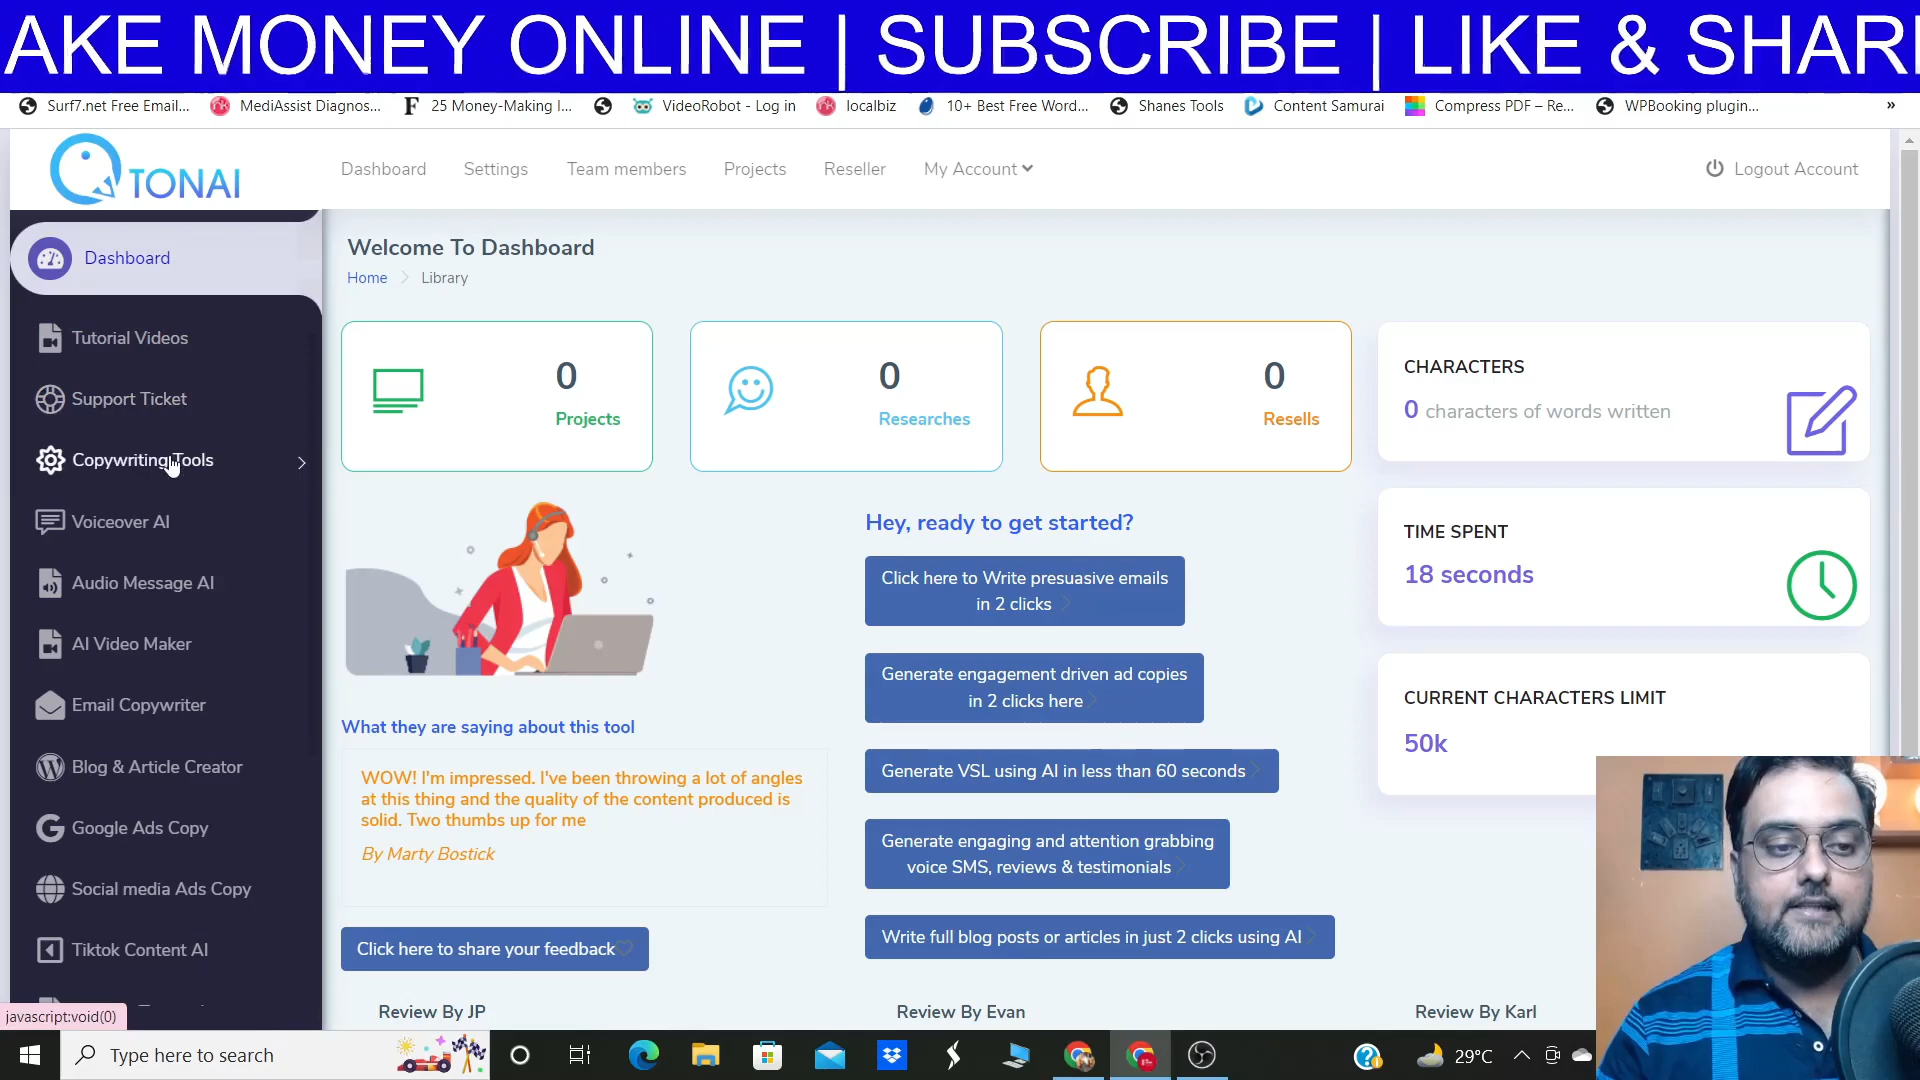 AKE MONEY ONLINE | SUBSCRIBE | LIKE & SHAR
Surf7.net Free Email...
MediAssist Diagnos...
25 Money-Making I...
VideoRobot - Log in
localbiz
10+ Best Free Word...
Shanes Tools
Content Samurai
Compress PDF – Re...
WPBooking plugin...
»
TONAI
Dashboard
Settings
Team members
Projects
Reseller
My Account
Logout Account
Dashboard
Tutorial Videos
Support Ticket
Copywriting Tools
Voiceover AI
Audio Message AI
AI Video Maker
Email Copywriter
Blog & Article Creator
Google Ads Copy
Social media Ads Copy
Tiktok Content AI
javascript:void(0)
Welcome To Dashboard
Home
Library
0
Projects
0
Researches
0
Resells
CHARACTERS
0 characters of words written
TIME SPENT
18 seconds
CURRENT CHARACTERS LIMIT
50k
What they are saying about this tool
WOW! I'm impressed. I've been throwing a lot of angles
at this thing and the quality of the content produced is
solid. Two thumbs up for me
By Marty Bostick
Click here to share your feedback
Hey, ready to get started?
Click here to Write presuasive emails
in 2 clicks
Generate engagement driven ad copies
in 2 clicks here
Generate VSL using AI in less than 60 seconds
Generate engaging and attention grabbing
voice SMS, reviews & testimonials
Write full blog posts or articles in just 2 clicks using AI
Review By JP
Review By Evan
Review By Karl
Type here to search
29°C